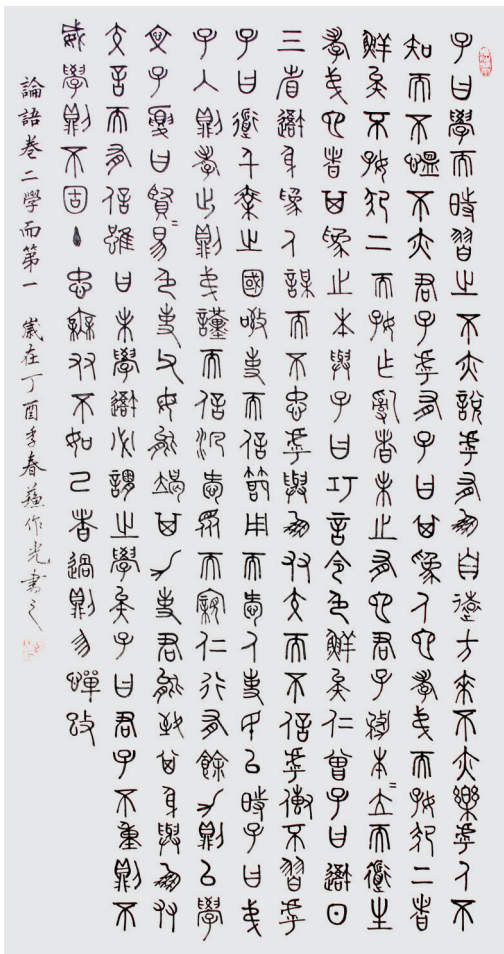 子曰學而時習之不亦說乎有朋自遠方來不亦樂乎人不
知而不慍不亦君子乎有子曰其為人也孝弟而好犯上者
鮮矣不好犯上而好作亂者未之有也君子務本=立而道生
孝弟也者其為之本與子曰巧言令色鮮矣仁曾子曰吾日
三省吾身為人謀而不忠乎與朋友交而不信乎傳不習乎
子曰道千乘之國敬事而信節用而愛人使民以時子曰弟
子入則孝出則弟謹而信汎愛眾而親仁行有餘力則以學
文子夏曰賢=易色事父母能竭其力事君能致其身與朋友
交言而有信雖曰未學吾必謂之學矣子曰君子不重則不
威學則不固主忠無友不如己者過則勿憚改
論語卷二學而第一 歲在丁酉季春蘓作光書之